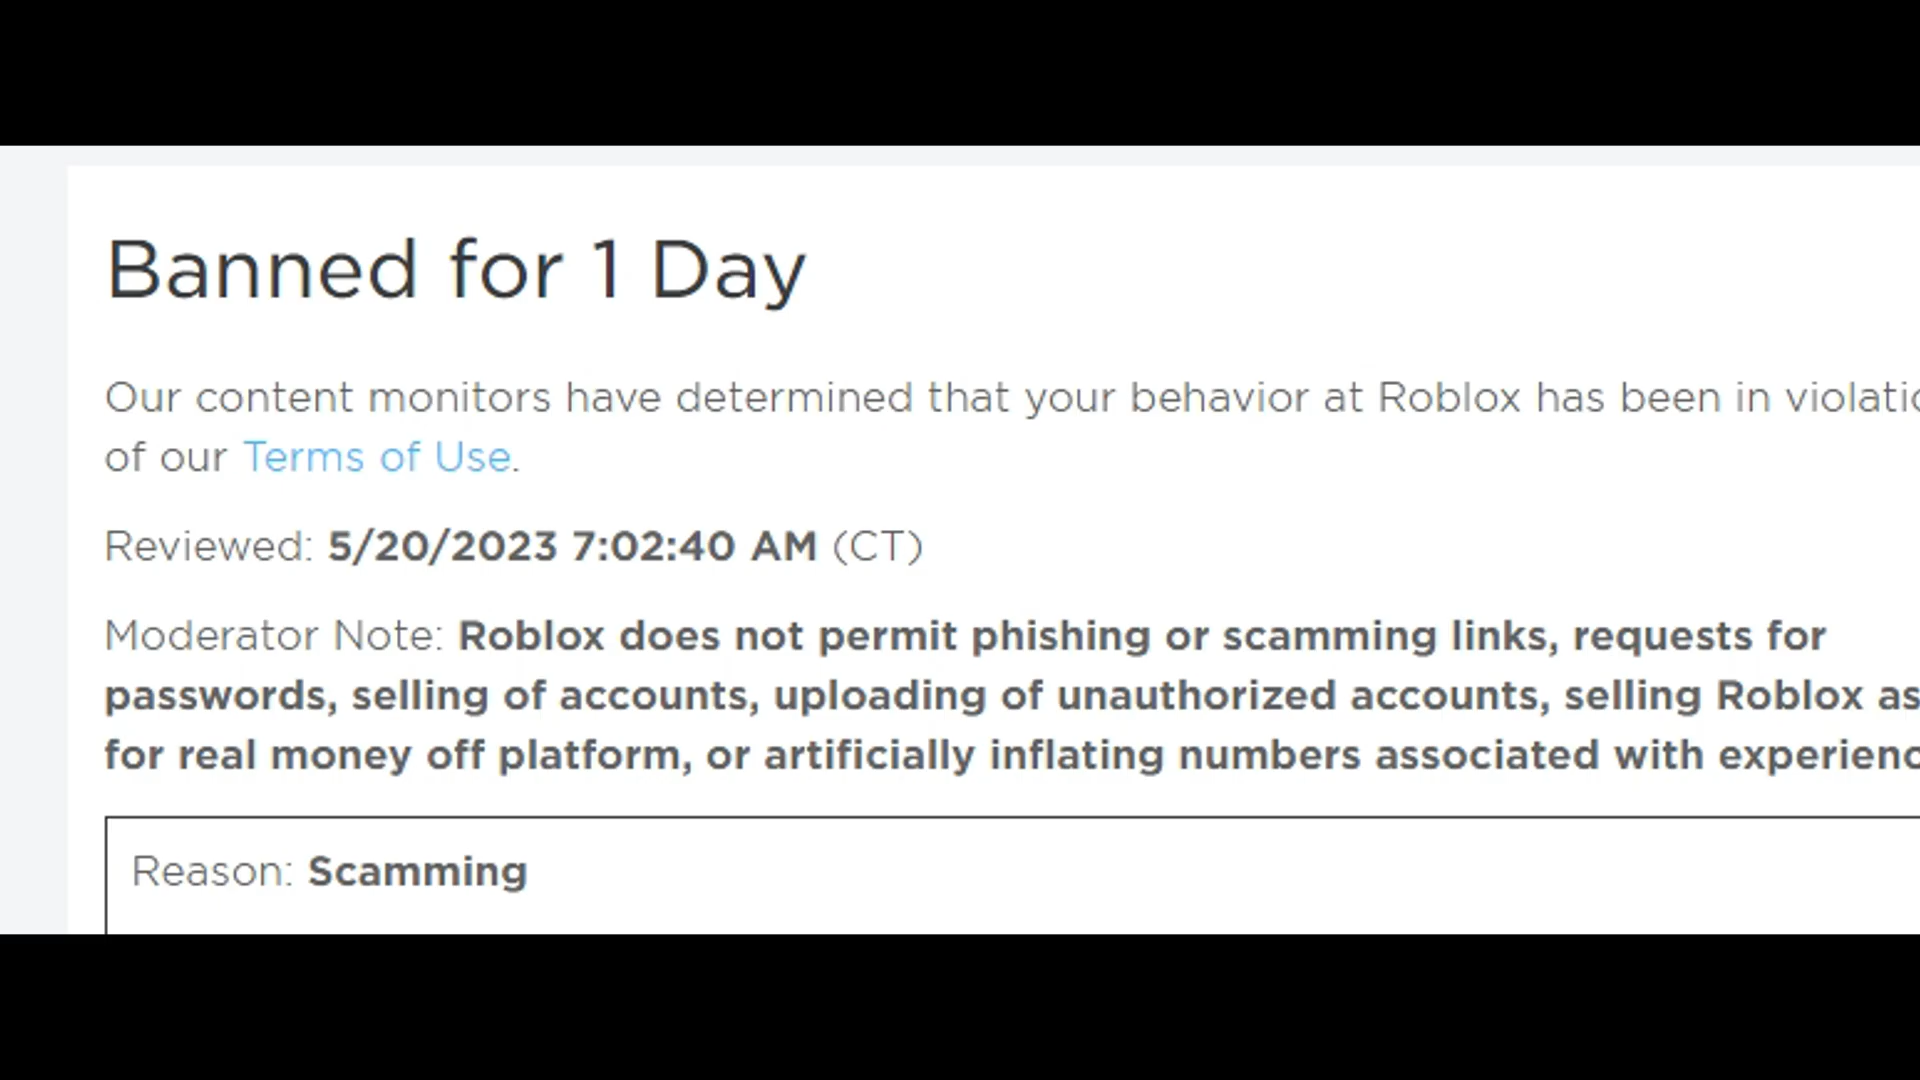 Banned for 1 Day
Our content monitors have determined that your behavior at Roblox has been in
of our Terms of Use.
Reviewed: 5/20/2023 7:02:40 AM (CT)
Moderator Note: Roblox does not permit phishing or scamming links, requests for
passwords, selling of accounts, uploading of unauthorized accounts, selling Roblox
for real money off platform, or artificially inflating numbers associated with
Reason: Scamming